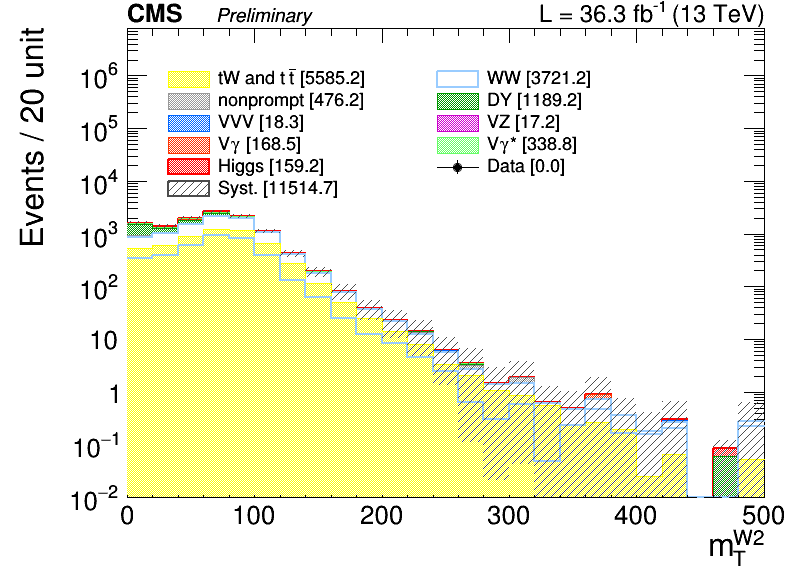 CMS Preliminary L = 36.3 fb⁻¹ (13 TeV)
Events / 20 unit
tW and tt̄ [5585.2] WW [3721.2]
nonprompt [476.2] DY [1189.2]
VVV [18.3] VZ [17.2]
Vγ [168.5] Vγ* [338.8]
Higgs [159.2] Data [0.0]
Syst. [11514.7]
10⁶
10⁵
10⁴
10³
10²
10
1
10⁻¹
10⁻²
0 100 200 300 400 500
m_T^W2